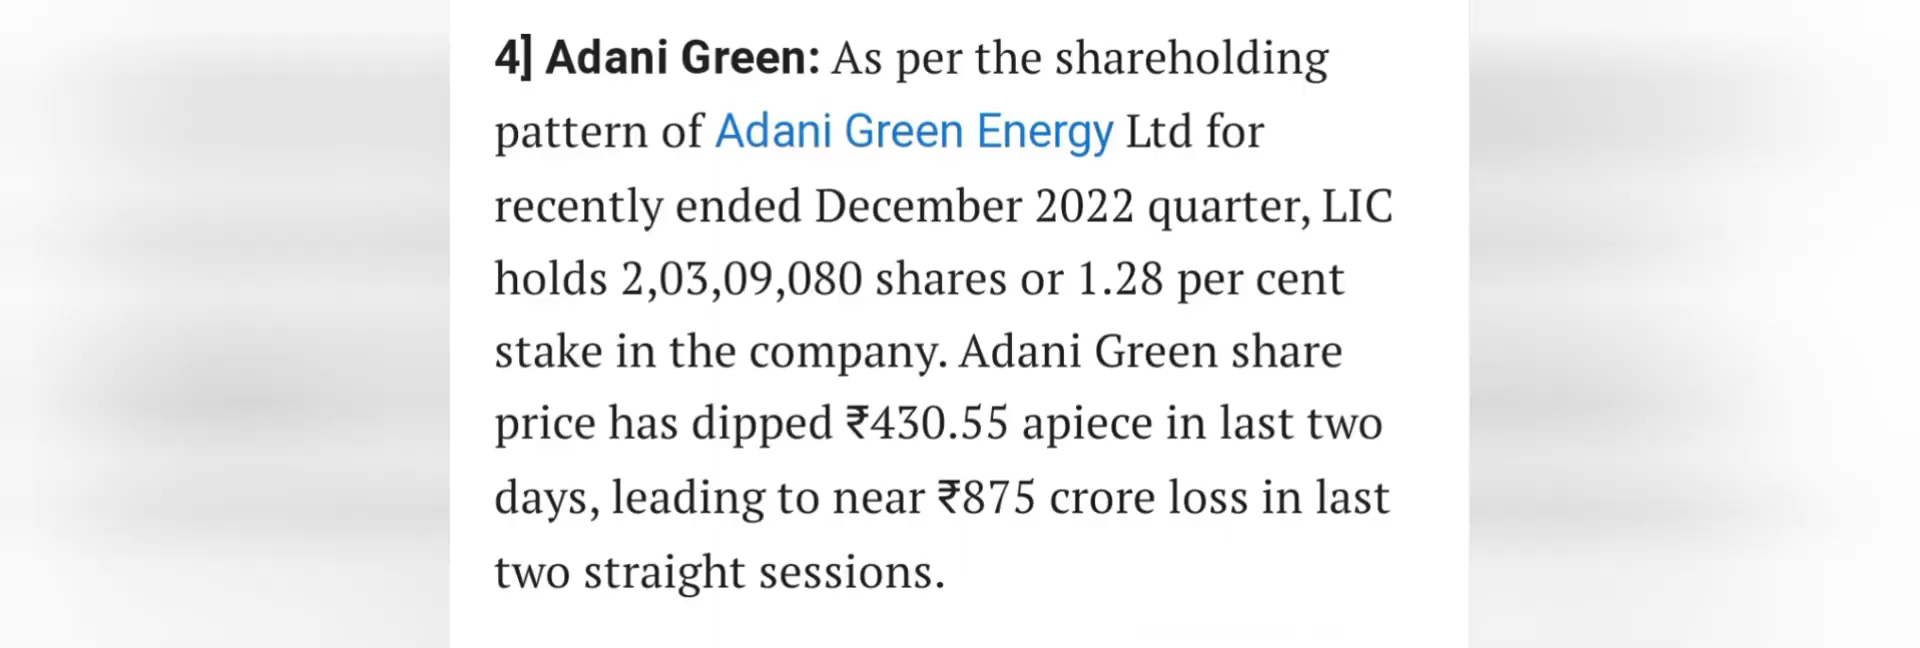 4] Adani Green: As per the shareholding
pattern of Adani Green Energy Ltd for
recently ended December 2022 quarter, LIC
holds 2,03,09,080 shares or 1.28 per cent
stake in the company. Adani Green share
price has dipped ₹430.55 apiece in last two
days, leading to near ₹875 crore loss in last
two straight sessions.